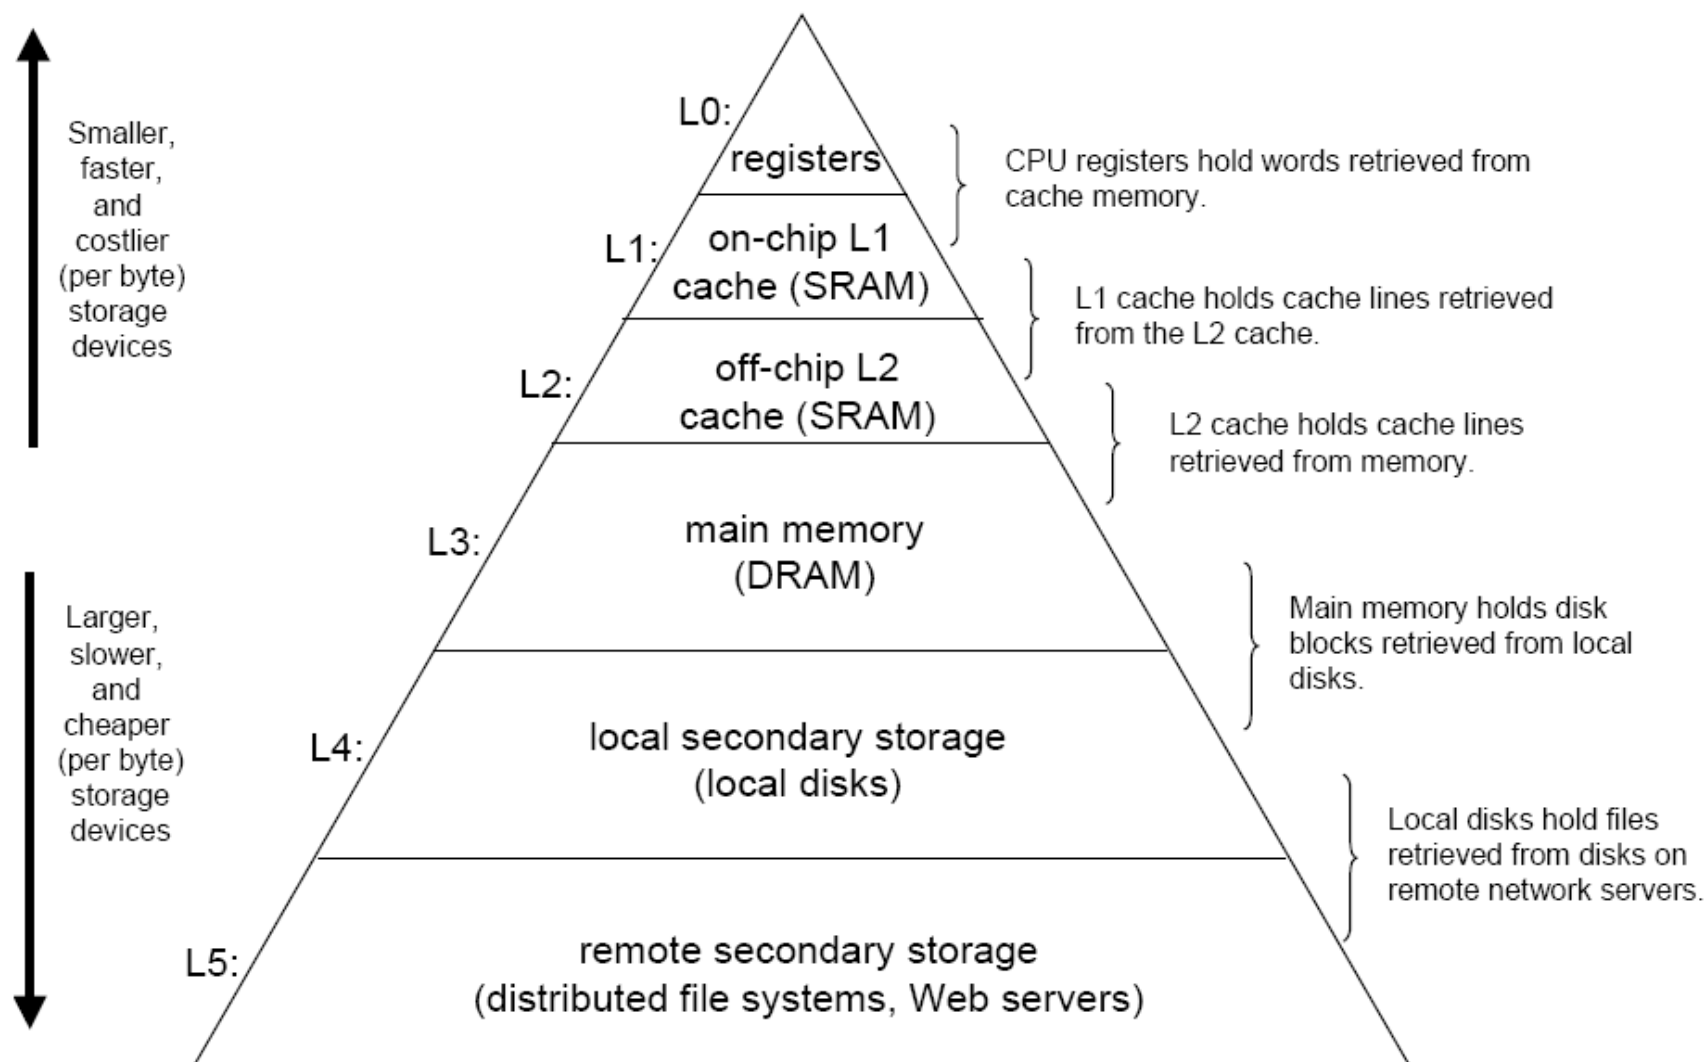 Smaller,
faster,
and
costlier
(per byte)
storage
devices
Larger,
slower,
and
cheaper
(per byte)
storage
devices
L0:
registers
L1:
on-chip L1
cache (SRAM)
L2:
off-chip L2
cache (SRAM)
L3:
main memory
(DRAM)
L4:
local secondary storage
(local disks)
L5:
remote secondary storage
(distributed file systems, Web servers)
CPU registers hold words retrieved from
cache memory.
L1 cache holds cache lines retrieved
from the L2 cache.
L2 cache holds cache lines
retrieved from memory.
Main memory holds disk
blocks retrieved from local
disks.
Local disks hold files
retrieved from disks on
remote network servers.